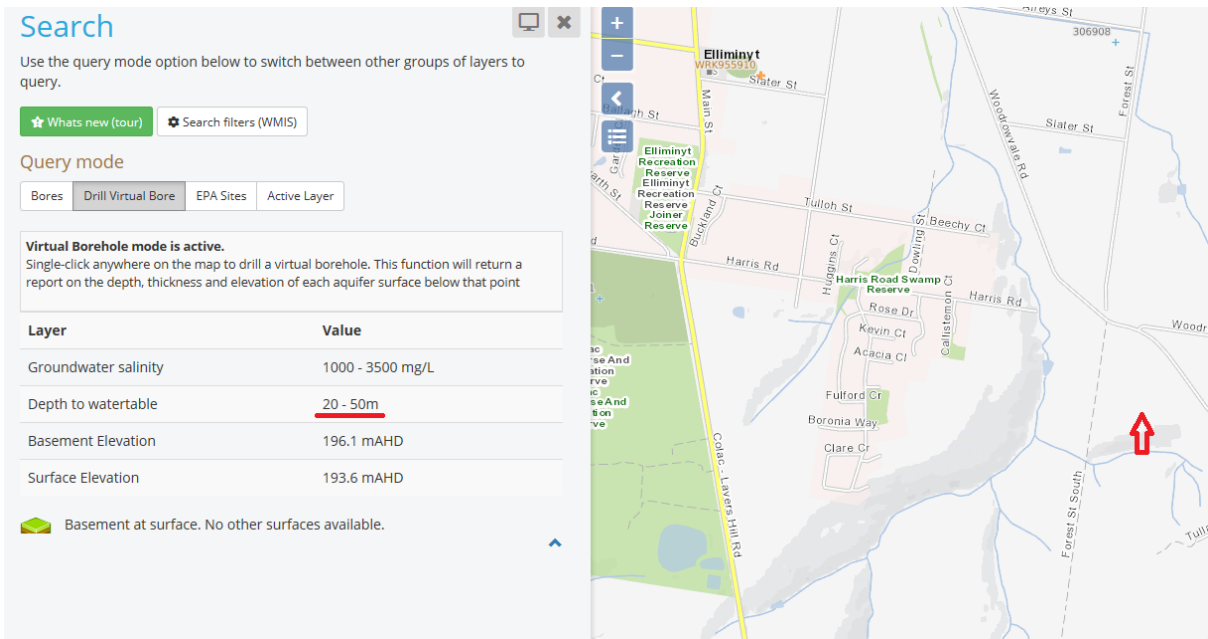 Search
Use the query mode option below to switch between other groups of layers to
query.
Whats new (tour)
Search filters (WMIS)
Query mode
Bores
Drill Virtual Bore
EPA Sites
Active Layer
Virtual Borehole mode is active.
Single-click anywhere on the map to drill a virtual borehole. This function will return a
report on the depth, thickness and elevation of each aquifer surface below that point
Layer Value
Groundwater salinity 1000 - 3500 mg/L
Depth to watertable 20 - 50m
Basement Elevation 196.1 mAHD
Surface Elevation 193.6 mAHD
Basement at surface. No other surfaces available.
+
−
306908
Elliminyt
WRK955910
Slater St
Main St
Woodrowvale Rd
Forest St
Slater St
Elliminyt
Recreation
Reserve
Elliminyt
Recreation
Reserve
Joiner
Reserve
Buckland Ct
Tulloh St
Beechy Ct
Dowling St
Huggins Ct
Harris Rd
Harris Road Swamp
Reserve
Harris Rd
Rose Dr
Callistemon Ct
Kevin Ct
Acacia Cl
Woodr
Fulford Cr
Boronia Way
Clare Cr
Colac - Lavers Hill Rd
Forest St South